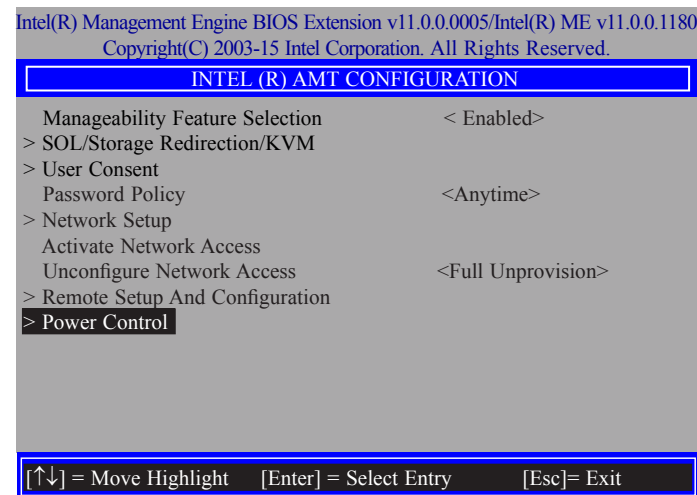 Intel(R) Management Engine BIOS Extension v11.0.0.0005/Intel(R) ME v11.0.0.1180
Copyright(C) 2003-15 Intel Corporation. All Rights Reserved.
INTEL (R) AMT CONFIGURATION
Manageability Feature Selection < Enabled>
> SOL/Storage Redirection/KVM
> User Consent
Password Policy <Anytime>
> Network Setup
Activate Network Access
Unconfigure Network Access <Full Unprovision>
> Remote Setup And Configuration
> Power Control
[↑↓] = Move Highlight [Enter] = Select Entry [Esc]= Exit